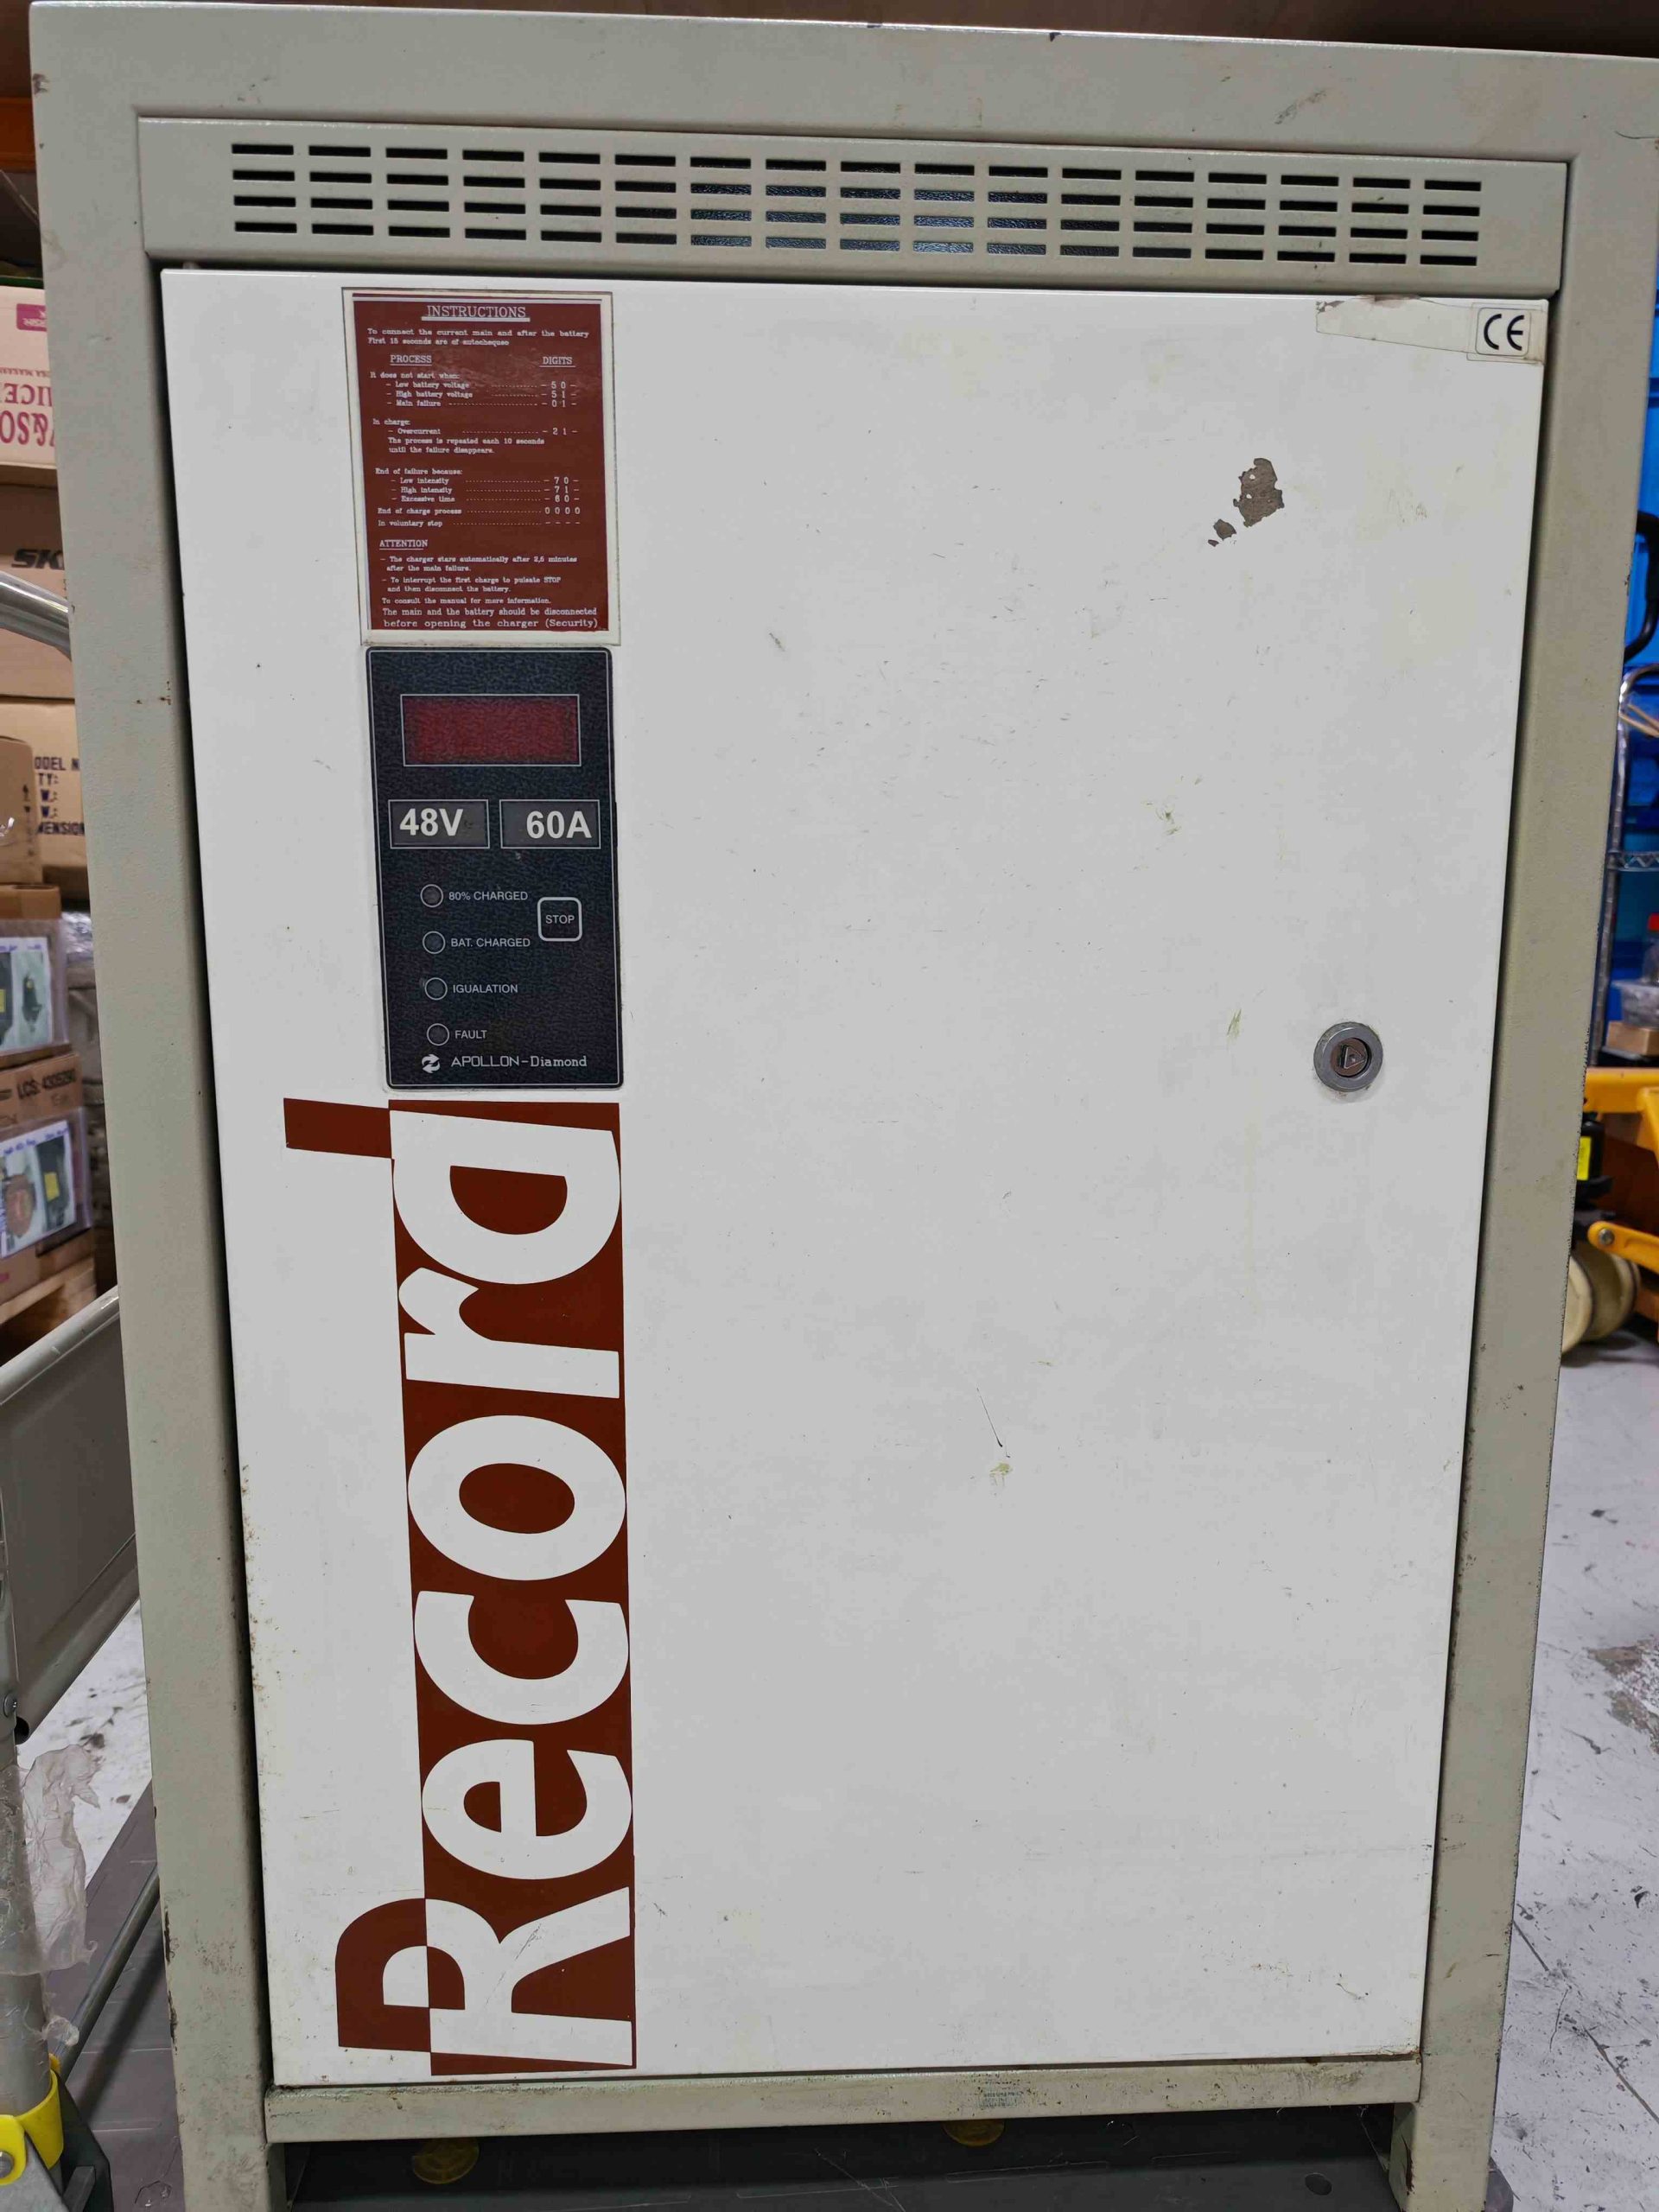 INSTRUCTIONS
To connect the current main and after the battery
First 15 seconds are of autocheques
PROCESS DIGITS
It does not start when:
- Low battery voltage ------------ - 5 0 -
- High battery voltage ------------ - 5 1 -
- Main failure ------------ - 0 1 -
In charge:
- Overcurrent ------------ - 2 1 -
The process is repeated each 10 seconds
until the failure disappears.
End of failure because:
- Low intensity ------------ - 7 0 -
- High intensity ------------ - 7 1 -
- Excessive time ------------ - 6 0 -
End of charge process ------------ 0 0 0 0
In voluntary stop ------------ - - - -
ATTENTION
- The charger stars automatically after 2,5 minutes
after the main failure.
- To interrupt the first charge to pulsate STOP
and then disconnect the battery.
To consult the manual for more information.
The main and the battery should be disconnected
before opening the charger (Security)
CE
48V 60A
80% CHARGED
STOP
BAT. CHARGED
IGUALATION
FAULT
APOLLON-Diamond
Record
SK
ODEL N
TY:
W.:
W.:
MENSION